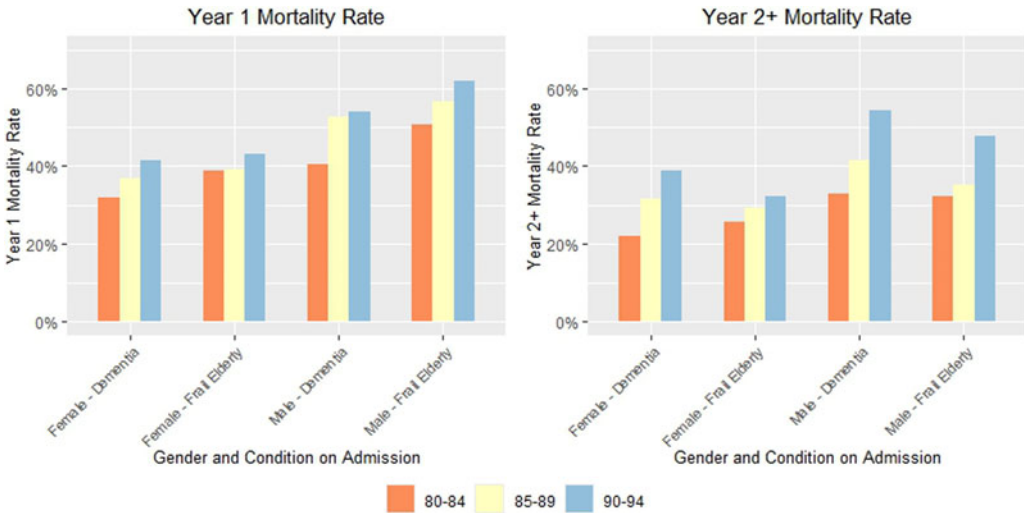 Year 1 Mortality Rate
Year 2+ Mortality Rate
Year 1 Mortality Rate
60%
40%
20%
0%
Female - Dementia
Female - Frail Elderly
Male - Dementia
Male - Frail Elderly
Gender and Condition on Admission
Year 2+ Mortality Rate
60%
40%
20%
0%
Female - Dementia
Female - Frail Elderly
Male - Dementia
Male - Frail Elderly
Gender and Condition on Admission
80-84 85-89 90-94